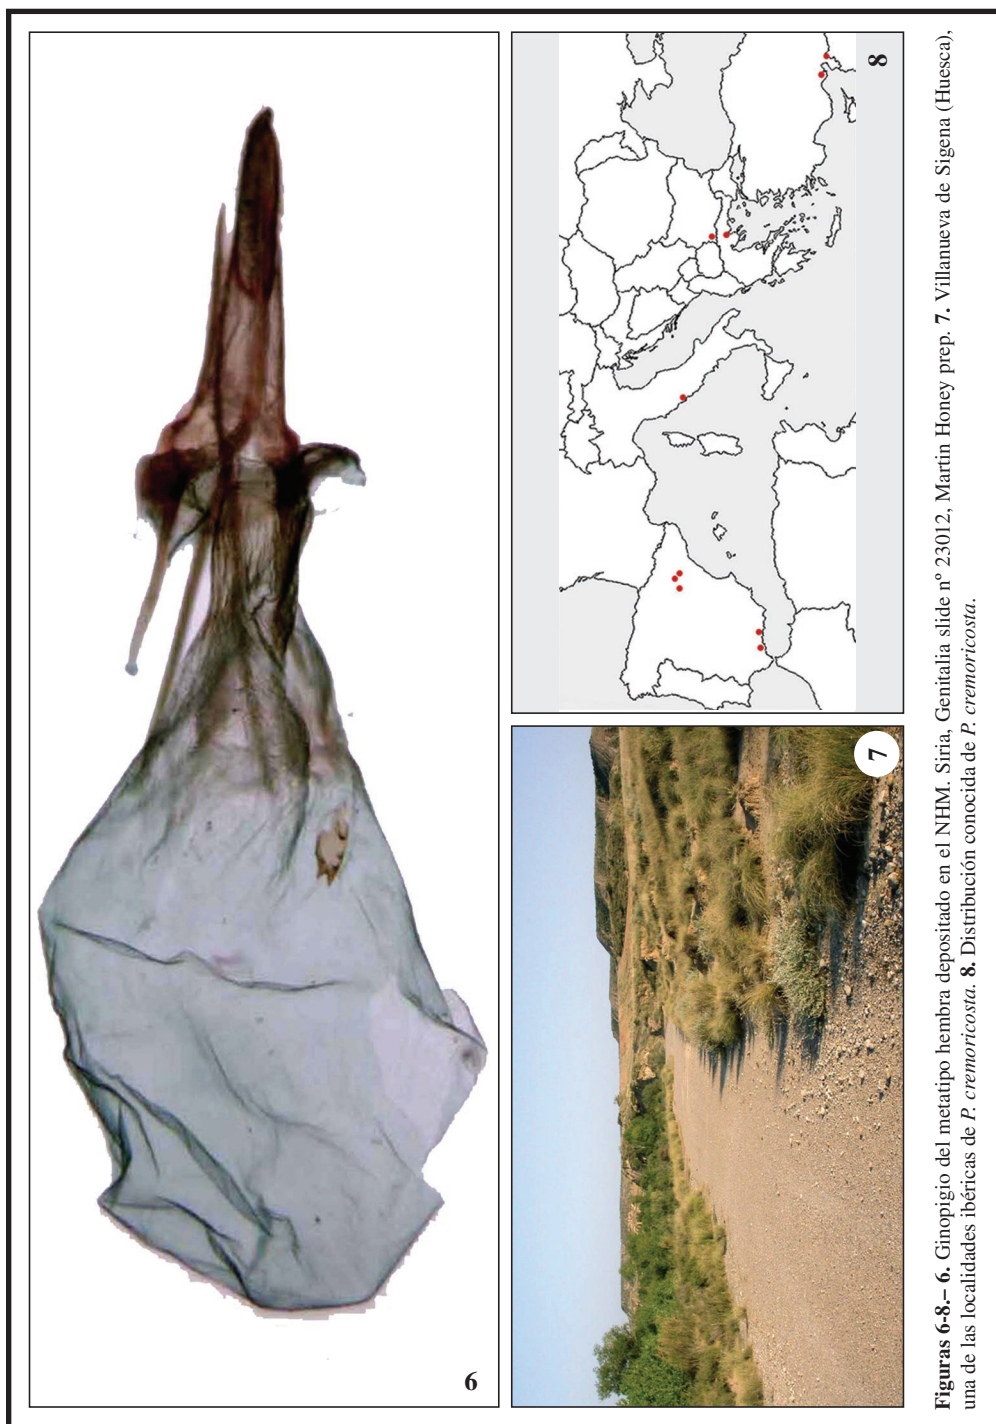 6
7
8
Figuras 6-8.– 6. Ginopigio del metatipo hembra depositado en el NHM. Siria, Genitalia slide nº 23012, Martin Honey prep. 7. Villanueva de Sigena (Huesca),
una de las localidades ibéricas de P. cremoricosta. 8. Distribución conocida de P. cremoricosta.